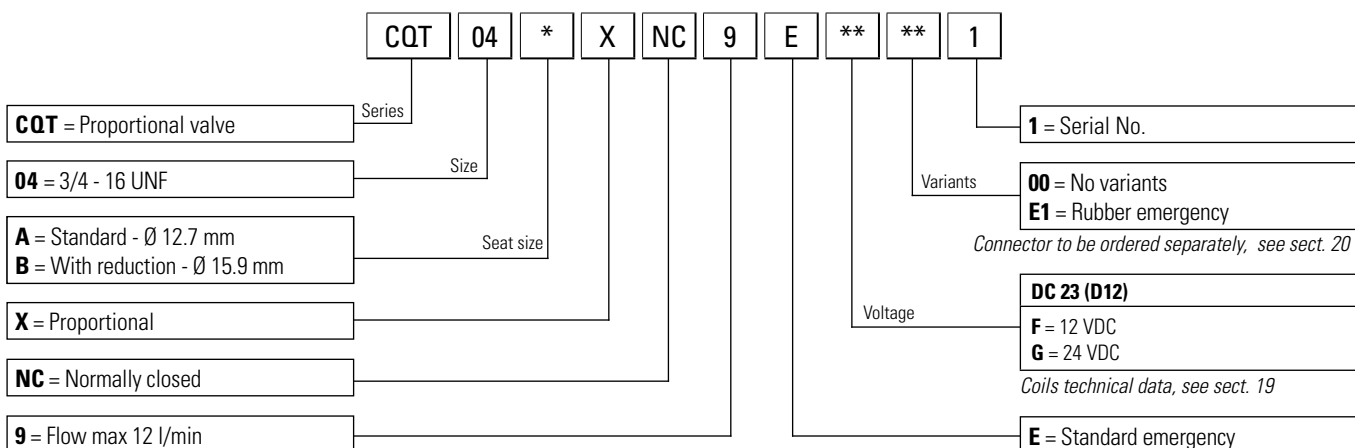 CQT 04 * X NC 9 E ** ** 1
Series
CQT = Proportional valve
1 = Serial No.
Size
04 = 3/4 - 16 UNF
Variants
00 = No variants
E1 = Rubber emergency
Connector to be ordered separately, see sect. 20
Seat size
A = Standard - Ø 12.7 mm
B = With reduction - Ø 15.9 mm
Voltage
DC 23 (D12)
F = 12 VDC
G = 24 VDC
Coils technical data, see sect. 19
X = Proportional
NC = Normally closed
9 = Flow max 12 l/min
E = Standard emergency